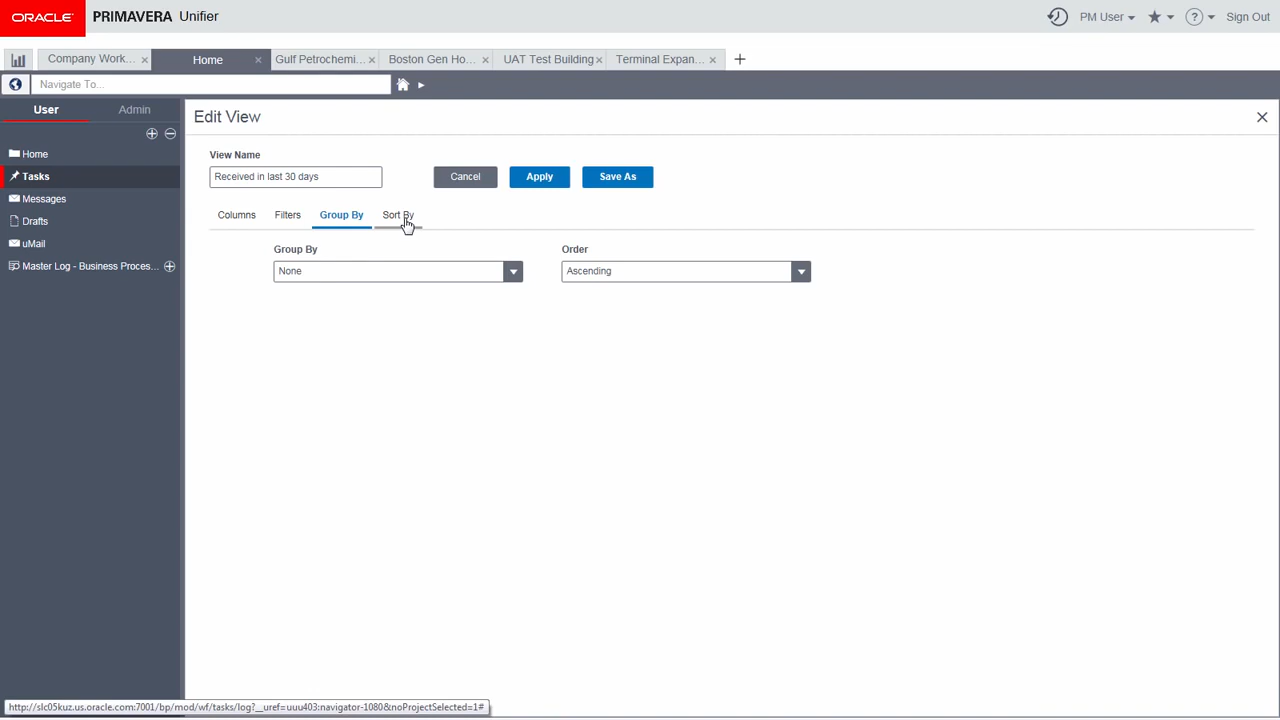 ORACLE PRIMAVERA Unifier PM User ? Sign Out
Company Work... Home Gulf Petrochemi... Boston Gen Ho... UAT Test Building Terminal Expan...
Navigate To...
User Admin
Home
Tasks
Messages
Drafts
uMail
Master Log - Business Proces...
Edit View
View Name
Received in last 30 days Cancel Apply Save As
Columns Filters Group By Sort By
Group By Order
None Ascending
http://slc05kuz.us.oracle.com:7001/bp/mod/wf/tasks/log?__uref=uuu403:navigator-1080&noProjectSelected=1#